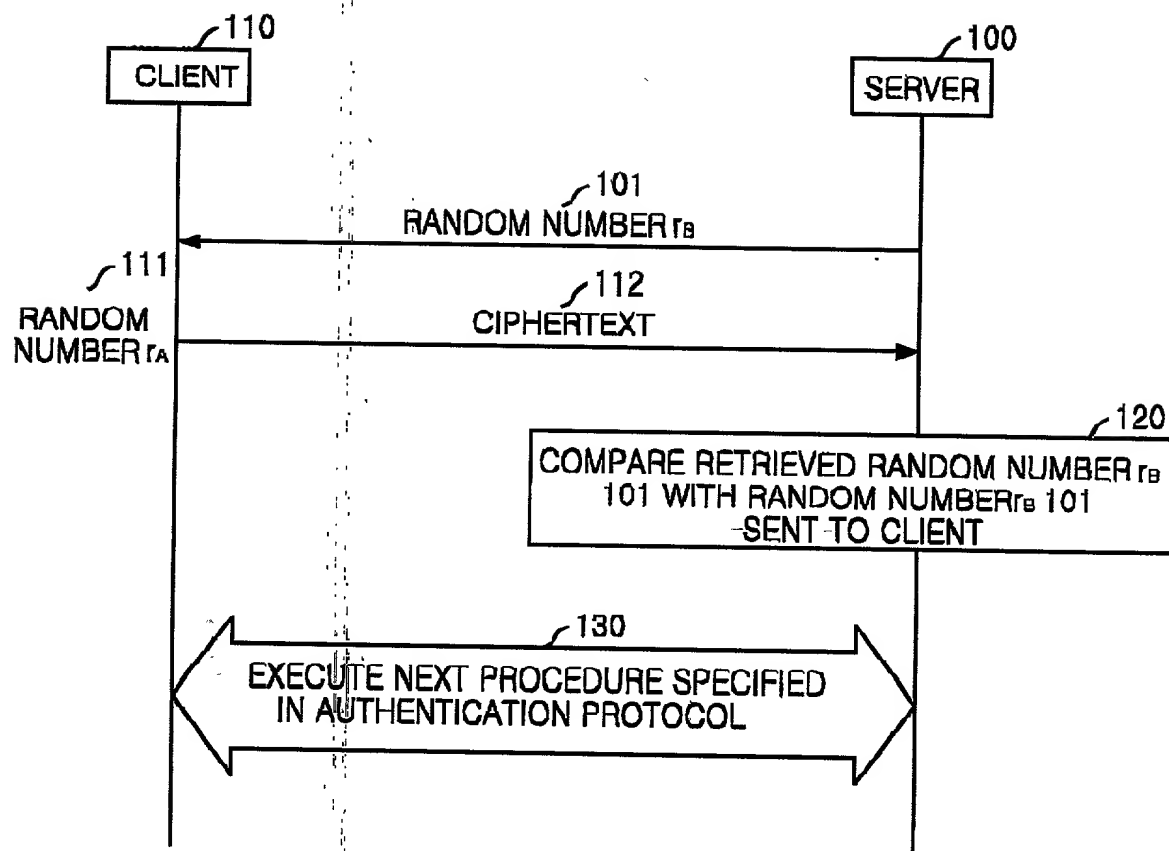 110
CLIENT
100
SERVER
101
RANDOM NUMBER rB
111
RANDOM
NUMBER rA
112
CIPHERTEXT
120
COMPARE RETRIEVED RANDOM NUMBER rB
101 WITH RANDOM NUMBER rB 101
SENT TO CLIENT
130
EXECUTE NEXT PROCEDURE SPECIFIED
IN AUTHENTICATION PROTOCOL